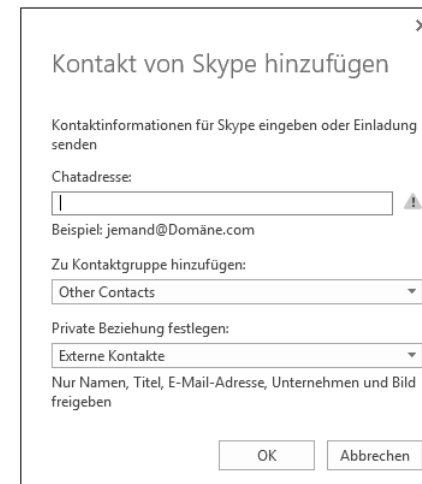 Kontakt von Skype hinzufügen
Kontaktinformationen für Skype eingeben oder Einladung
senden
Chatadresse:
Beispiel: jemand@Domäne.com
Zu Kontaktgruppe hinzufügen:
Other Contacts
Private Beziehung festlegen:
Externe Kontakte
Nur Namen, Titel, E-Mail-Adresse, Unternehmen und Bild
freigeben
OK Abbrechen